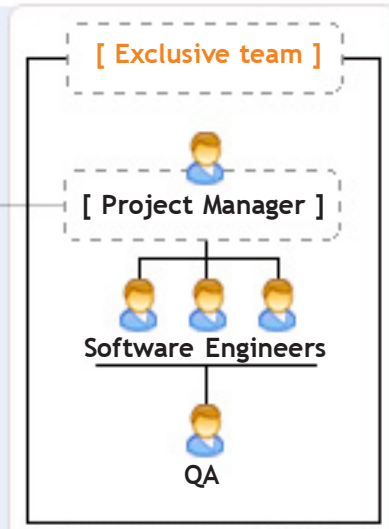 [ Exclusive team ]
[ Project Manager ]
Software Engineers
QA